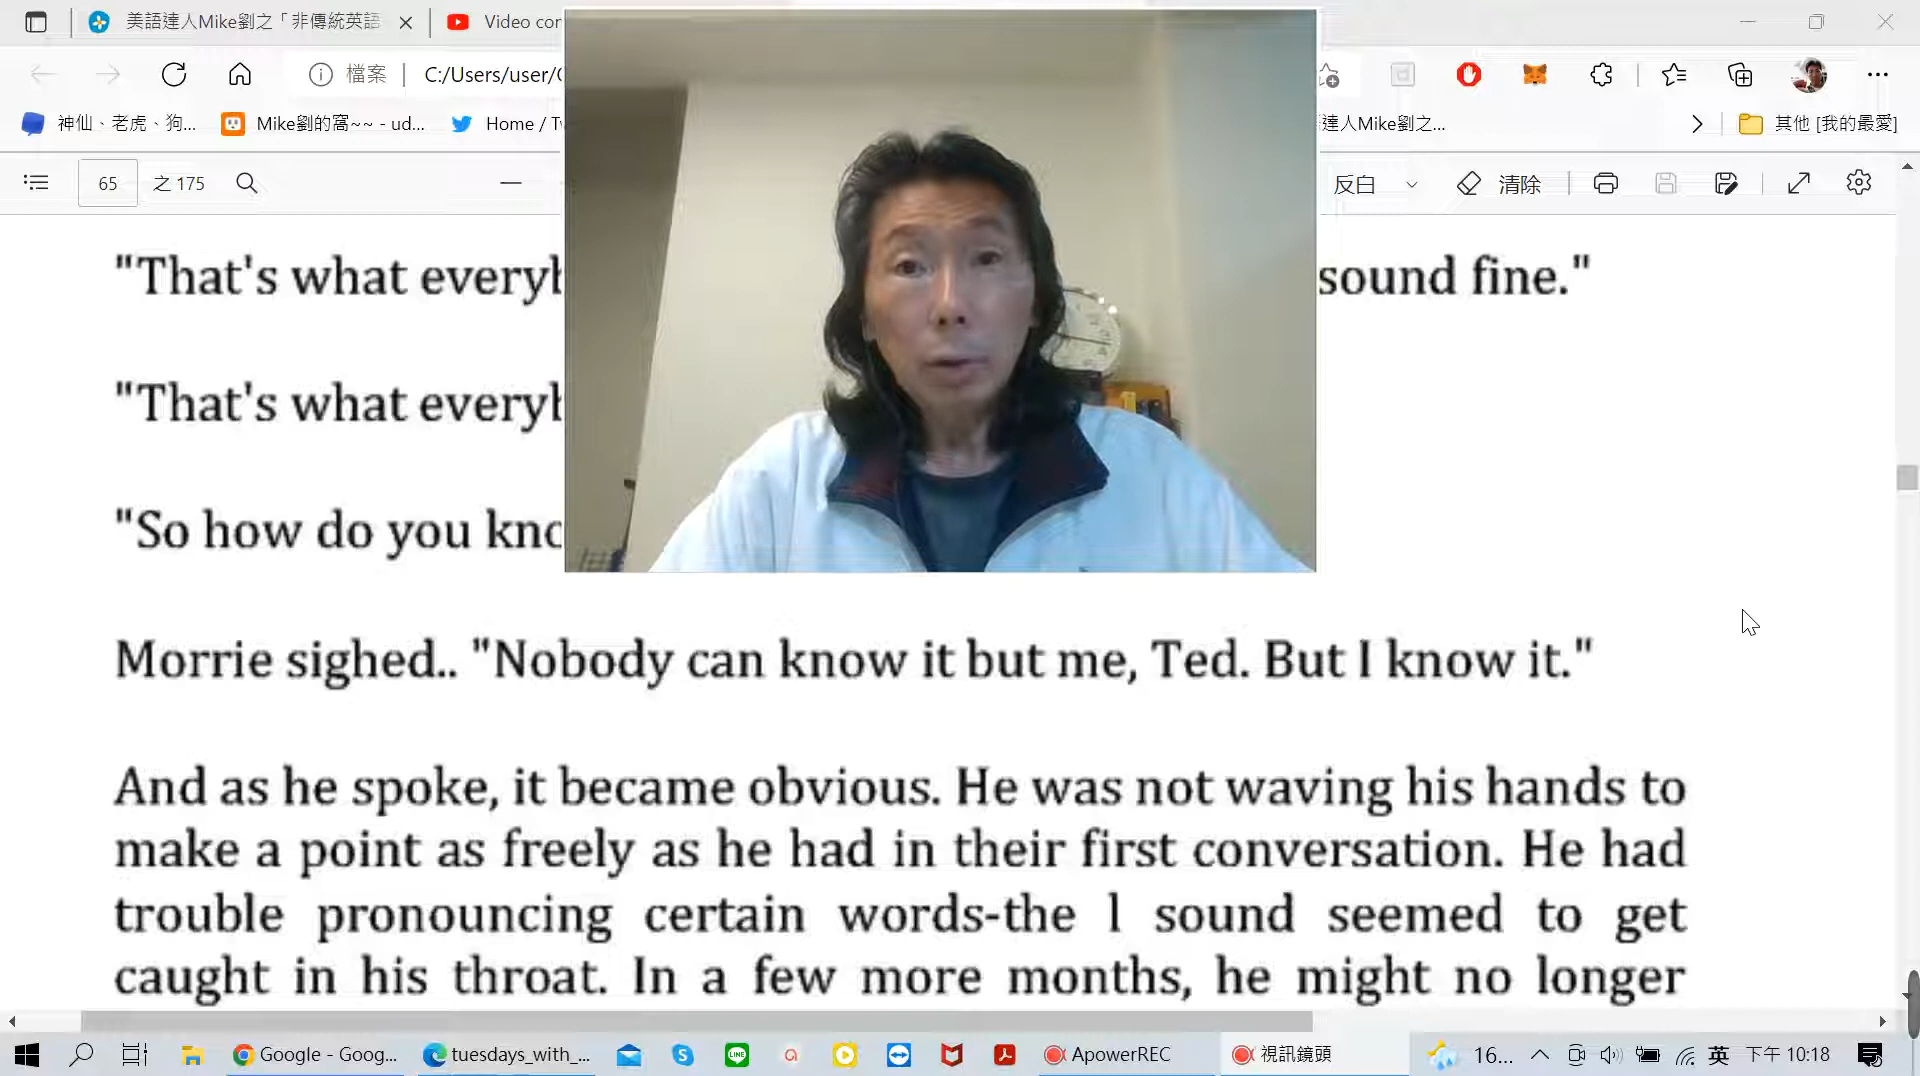 美語達人Mike劉之「非傳統英語
Video cor
檔案
C:/Users/user/
神仙、老虎、狗...
Mike劉的窩~~ - ud...
Home / Tw
達人Mike劉之...
其他 [我的最愛]
65
之 175
反白
清除
"That's what everyb
sound fine."
"That's what everyb
"So how do you kno
Morrie sighed.. "Nobody can know it but me, Ted. But I know it."
And as he spoke, it became obvious. He was not waving his hands to
make a point as freely as he had in their first conversation. He had
trouble pronouncing certain words-the l sound seemed to get
caught in his throat. In a few more months, he might no longer
Google - Goog...
tuesdays_with_...
LINE
ApowerREC
視訊鏡頭
16...
英
下午 10:18